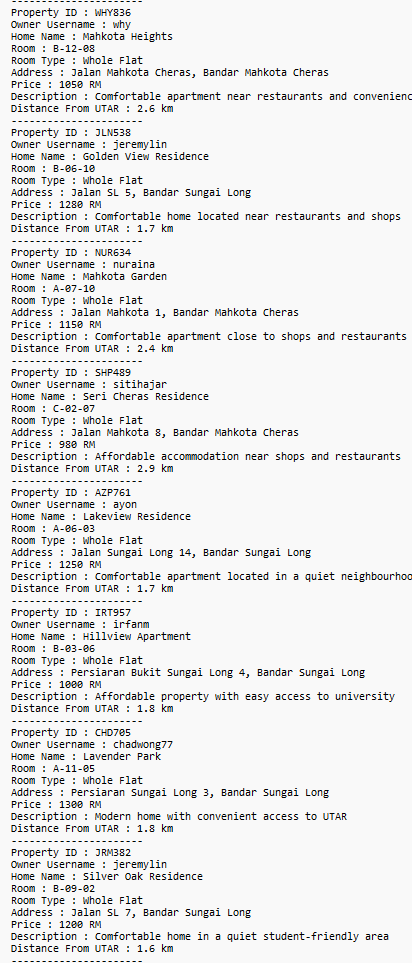 ----------------------
Property ID : WHY836
Owner Username : why
Home Name : Mahkota Heights
Room : B-12-08
Room Type : Whole Flat
Address : Jalan Mahkota Cheras, Bandar Mahkota Cheras
Price : 1050 RM
Description : Comfortable apartment near restaurants and convenienc
Distance From UTAR : 2.6 km
----------------------
Property ID : JLN538
Owner Username : jeremylin
Home Name : Golden View Residence
Room : B-06-10
Room Type : Whole Flat
Address : Jalan SL 5, Bandar Sungai Long
Price : 1280 RM
Description : Comfortable home located near restaurants and shops
Distance From UTAR : 1.7 km
----------------------
Property ID : NUR634
Owner Username : nuraina
Home Name : Mahkota Garden
Room : A-07-10
Room Type : Whole Flat
Address : Jalan Mahkota 1, Bandar Mahkota Cheras
Price : 1150 RM
Description : Comfortable apartment close to shops and restaurants
Distance From UTAR : 2.4 km
----------------------
Property ID : SHP489
Owner Username : sitihajar
Home Name : Seri Cheras Residence
Room : C-02-07
Room Type : Whole Flat
Address : Jalan Mahkota 8, Bandar Mahkota Cheras
Price : 980 RM
Description : Affordable accommodation near shops and restaurants
Distance From UTAR : 2.9 km
----------------------
Property ID : AZP761
Owner Username : ayon
Home Name : Lakeview Residence
Room : A-06-03
Room Type : Whole Flat
Address : Jalan Sungai Long 14, Bandar Sungai Long
Price : 1250 RM
Description : Comfortable apartment located in a quiet neighbourhoo
Distance From UTAR : 1.7 km
----------------------
Property ID : IRT957
Owner Username : irfanm
Home Name : Hillview Apartment
Room : B-03-06
Room Type : Whole Flat
Address : Persiaran Bukit Sungai Long 4, Bandar Sungai Long
Price : 1000 RM
Description : Affordable property with easy access to university
Distance From UTAR : 1.8 km
----------------------
Property ID : CHD705
Owner Username : chadwong77
Home Name : Lavender Park
Room : A-11-05
Room Type : Whole Flat
Address : Persiaran Sungai Long 3, Bandar Sungai Long
Price : 1300 RM
Description : Modern home with convenient access to UTAR
Distance From UTAR : 1.8 km
----------------------
Property ID : JRM382
Owner Username : jeremylin
Home Name : Silver Oak Residence
Room : B-09-02
Room Type : Whole Flat
Address : Jalan SL 7, Bandar Sungai Long
Price : 1200 RM
Description : Comfortable home in a quiet student-friendly area
Distance From UTAR : 1.6 km
----------------------